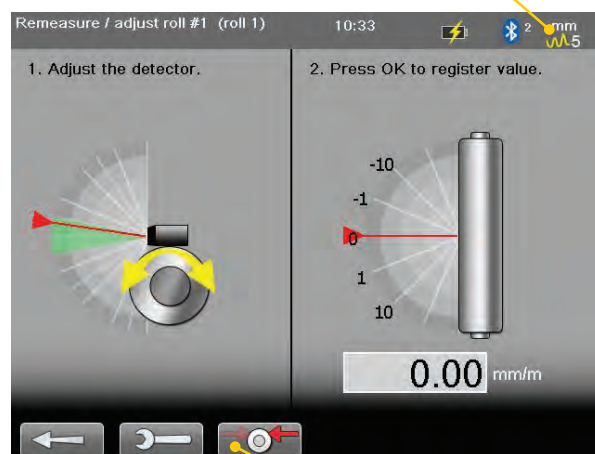 Remeasure / adjust roll #1 (roll 1) 10:33 2 mm
5
1. Adjust the detector.
2. Press OK to register value.
-10
-1
0
1
10
0.00 mm/m